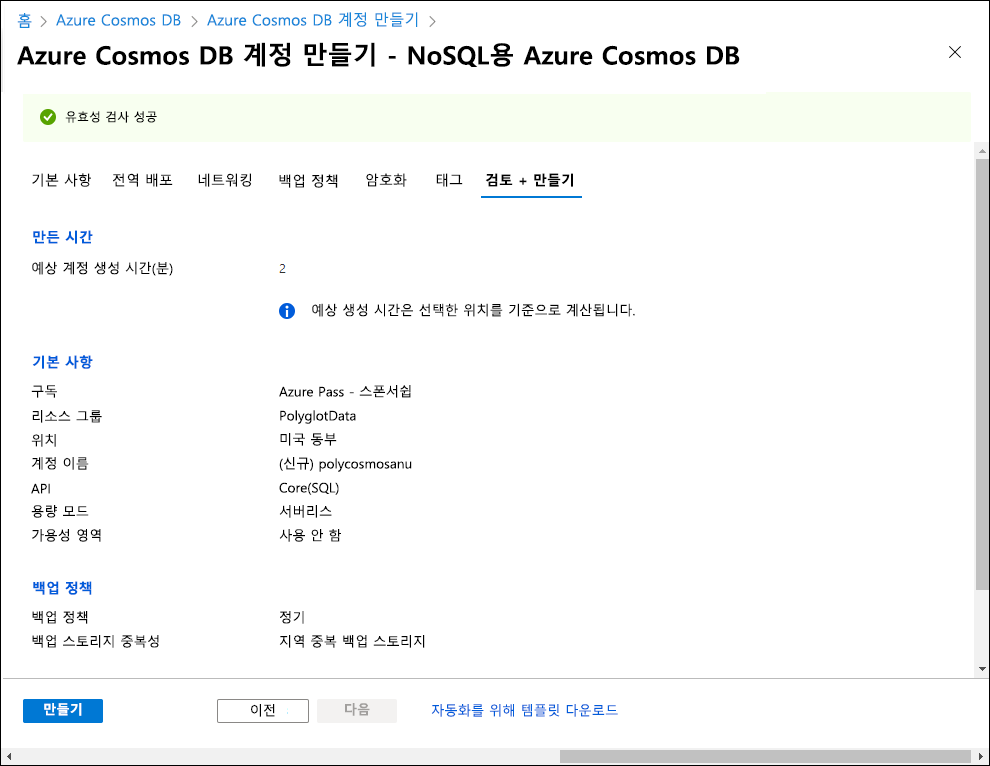 홈 > Azure Cosmos DB > Azure Cosmos DB 계정 만들기 >
Azure Cosmos DB 계정 만들기 - NoSQL용 Azure Cosmos DB
유효성 검사 성공
기본 사항 전역 배포 네트워킹 백업 정책 암호화 태그 검토 + 만들기
만든 시간
예상 계정 생성 시간(분) 2
예상 생성 시간은 선택한 위치를 기준으로 계산됩니다.
기본 사항
구독 Azure Pass - 스폰서쉽
리소스 그룹 PolyglotData
위치 미국 동부
계정 이름 (신규) polycosmosanu
API Core(SQL)
용량 모드 서버리스
가용성 영역 사용 안 함
백업 정책
백업 정책 정기
백업 스토리지 중복성 지역 중복 백업 스토리지
만들기 이전 다음 자동화를 위해 템플릿 다운로드